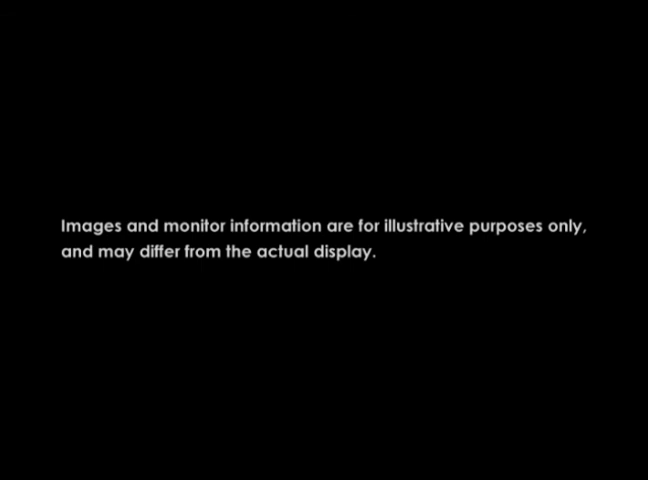 Images and monitor information are for illustrative purposes only,
and may differ from the actual display.